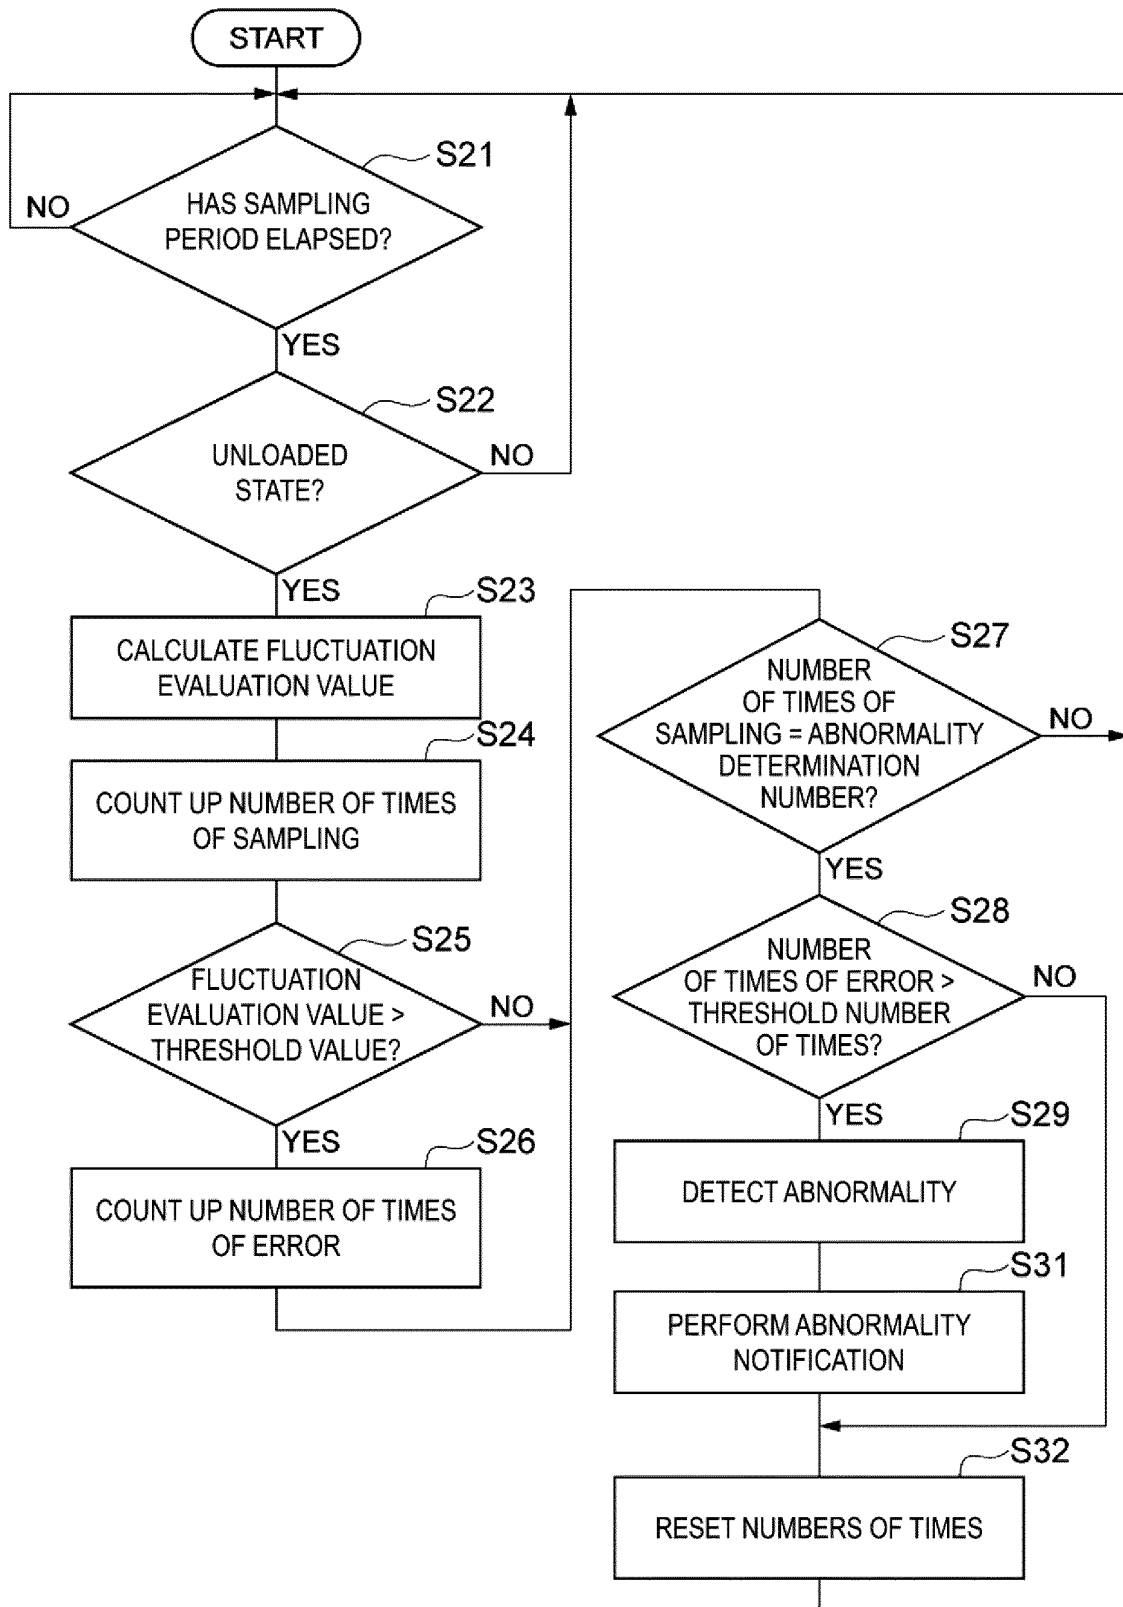 START
S21
HAS SAMPLING
PERIOD ELAPSED?
NO
YES
S22
UNLOADED
STATE?
NO
YES
S23
CALCULATE FLUCTUATION
EVALUATION VALUE
S24
COUNT UP NUMBER OF TIMES
OF SAMPLING
S25
FLUCTUATION
EVALUATION VALUE >
THRESHOLD VALUE?
NO
YES
S26
COUNT UP NUMBER OF TIMES
OF ERROR
S27
NUMBER
OF TIMES OF
SAMPLING = ABNORMALITY
DETERMINATION
NUMBER?
NO
YES
S28
NUMBER
OF TIMES OF ERROR >
THRESHOLD NUMBER
OF TIMES?
NO
YES
S29
DETECT ABNORMALITY
S31
PERFORM ABNORMALITY
NOTIFICATION
S32
RESET NUMBERS OF TIMES